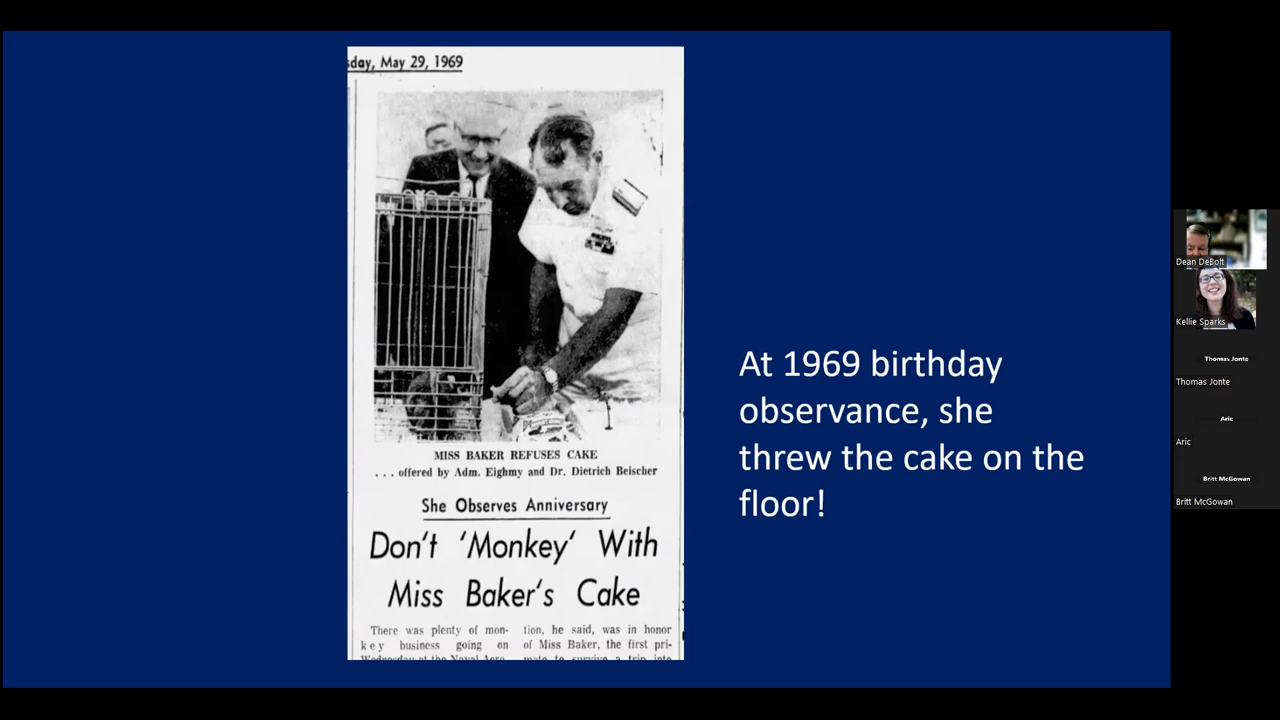 sday, May 29, 1969
MISS BAKER REFUSES CAKE
. . . offered by Adm. Eighmy and Dr. Dietrich Beischer
She Observes Anniversary
Don't 'Monkey' With
Miss Baker's Cake
There was plenty of mon-
key business going on
tion, he said, was in honor
of Miss Baker, the first pri-
At 1969 birthday
observance, she
threw the cake on the
floor!
Dean DeBolt
Kellie Sparks
Thomas Jonte
Thomas Jonte
Aric
Aric
Britt McGowan
Britt McGowan